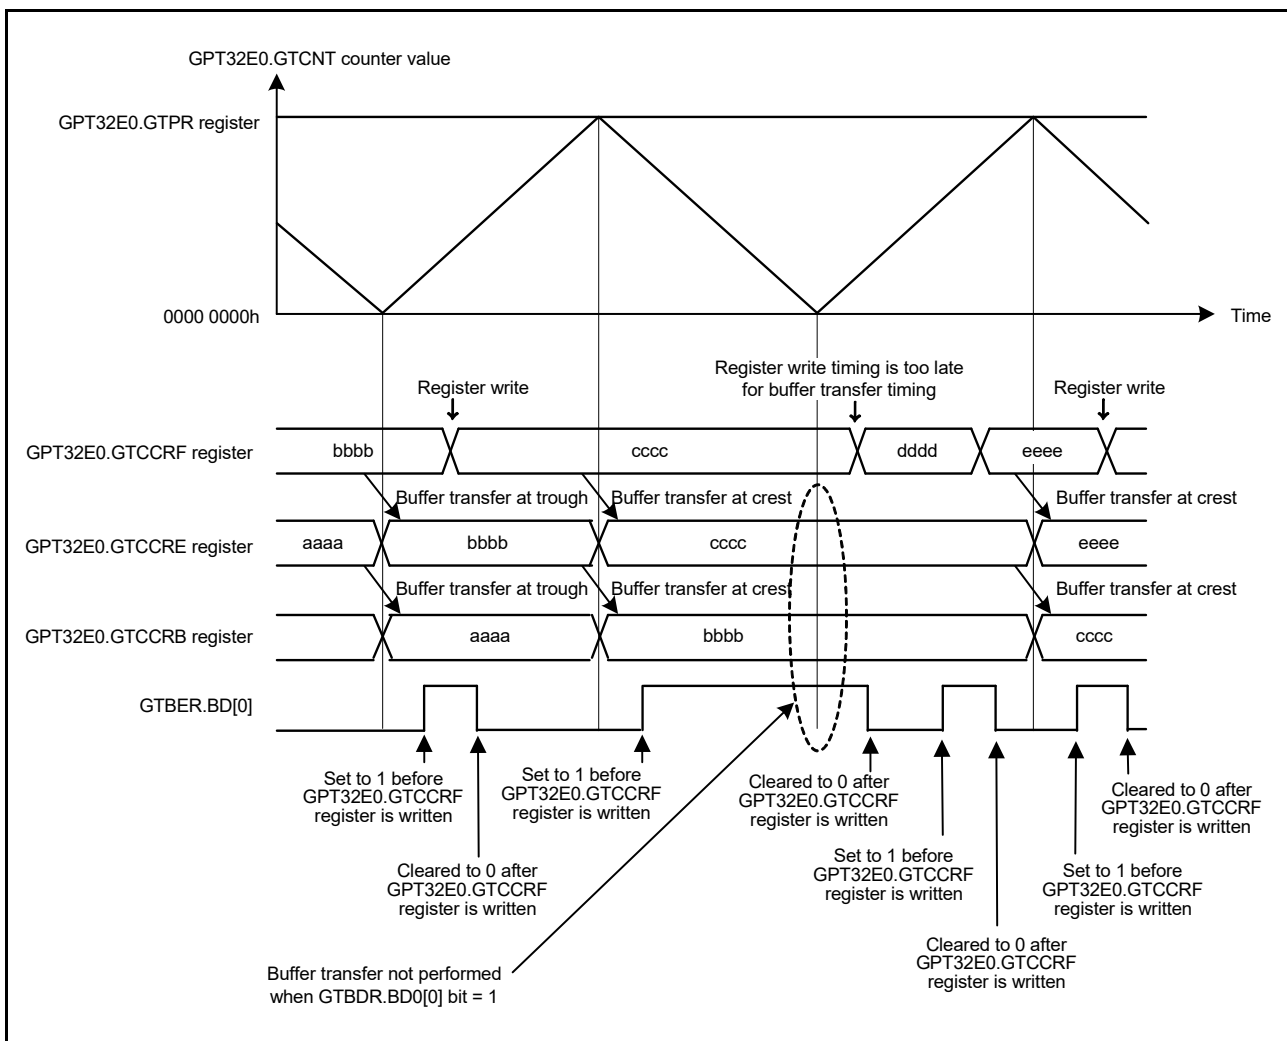 GPT32E0.GTCNT counter value
GPT32E0.GTPR register
0000 0000h
Time
Register write timing is too late
for buffer transfer timing
Register write
Register write
GPT32E0.GTCCRF register
bbbb
cccc
dddd
eeee
Buffer transfer at trough
Buffer transfer at crest
Buffer transfer at crest
GPT32E0.GTCCRE register
aaaa
bbbb
cccc
eeee
Buffer transfer at trough
Buffer transfer at crest
Buffer transfer at crest
GPT32E0.GTCCRB register
aaaa
bbbb
cccc
GTBER.BD[0]
Set to 1 before
GPT32E0.GTCCRF
register is written
Set to 1 before
GPT32E0.GTCCRF
register is written
Cleared to 0 after
GPT32E0.GTCCRF
register is written
Cleared to 0 after
GPT32E0.GTCCRF
register is written
Cleared to 0 after
GPT32E0.GTCCRF
register is written
Set to 1 before
GPT32E0.GTCCRF
register is written
Set to 1 before
GPT32E0.GTCCRF
register is written
Cleared to 0 after
GPT32E0.GTCCRF
register is written
Buffer transfer not performed
when GTBDR.BD0[0] bit = 1